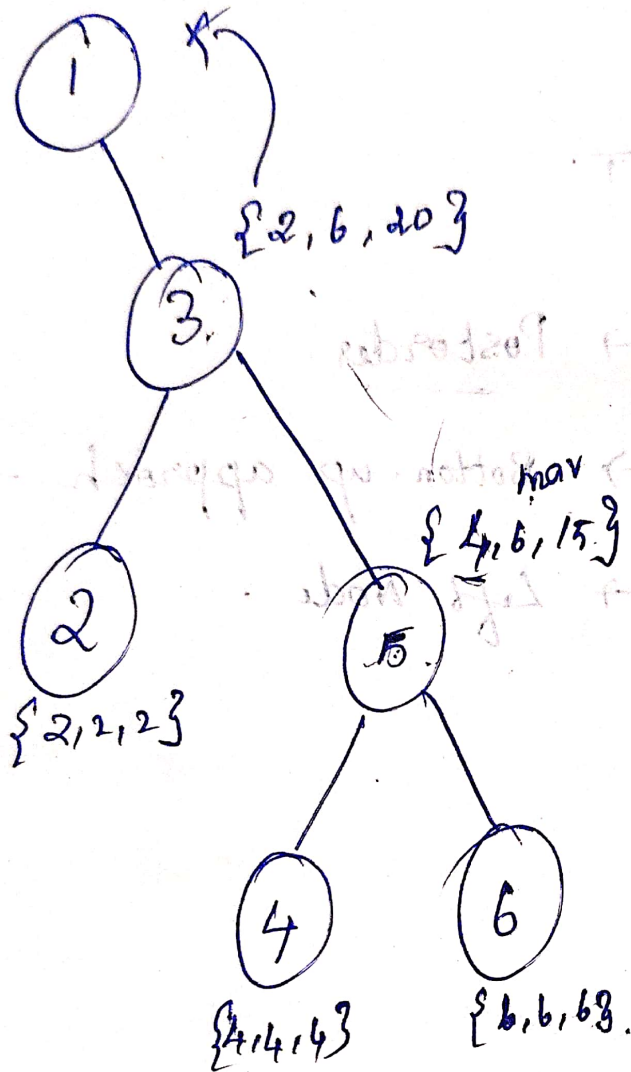 1
{2, 6, 20}
3.
max
{4, 6, 15}
2
5
{2, 2, 2}
4
6
{4, 4, 4}
{6, 6, 6}.